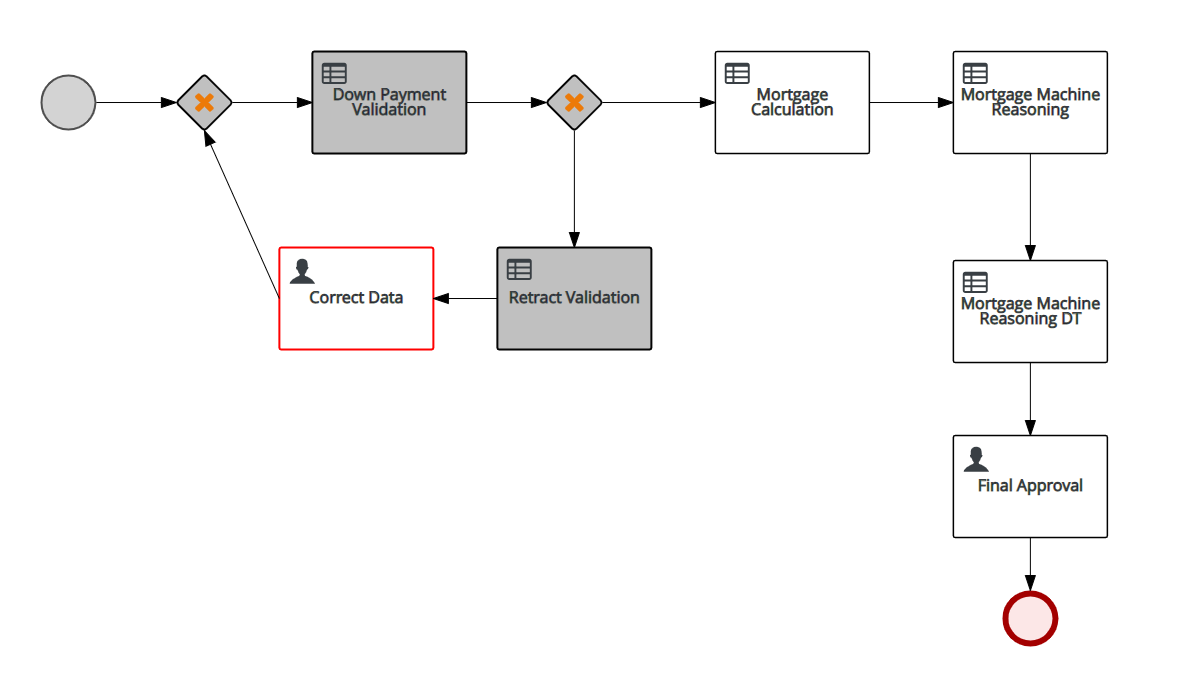 Down Payment
Validation
Mortgage
Calculation
Mortgage Machine
Reasoning
Correct Data
Retract Validation
Mortgage Machine
Reasoning DT
Final Approval